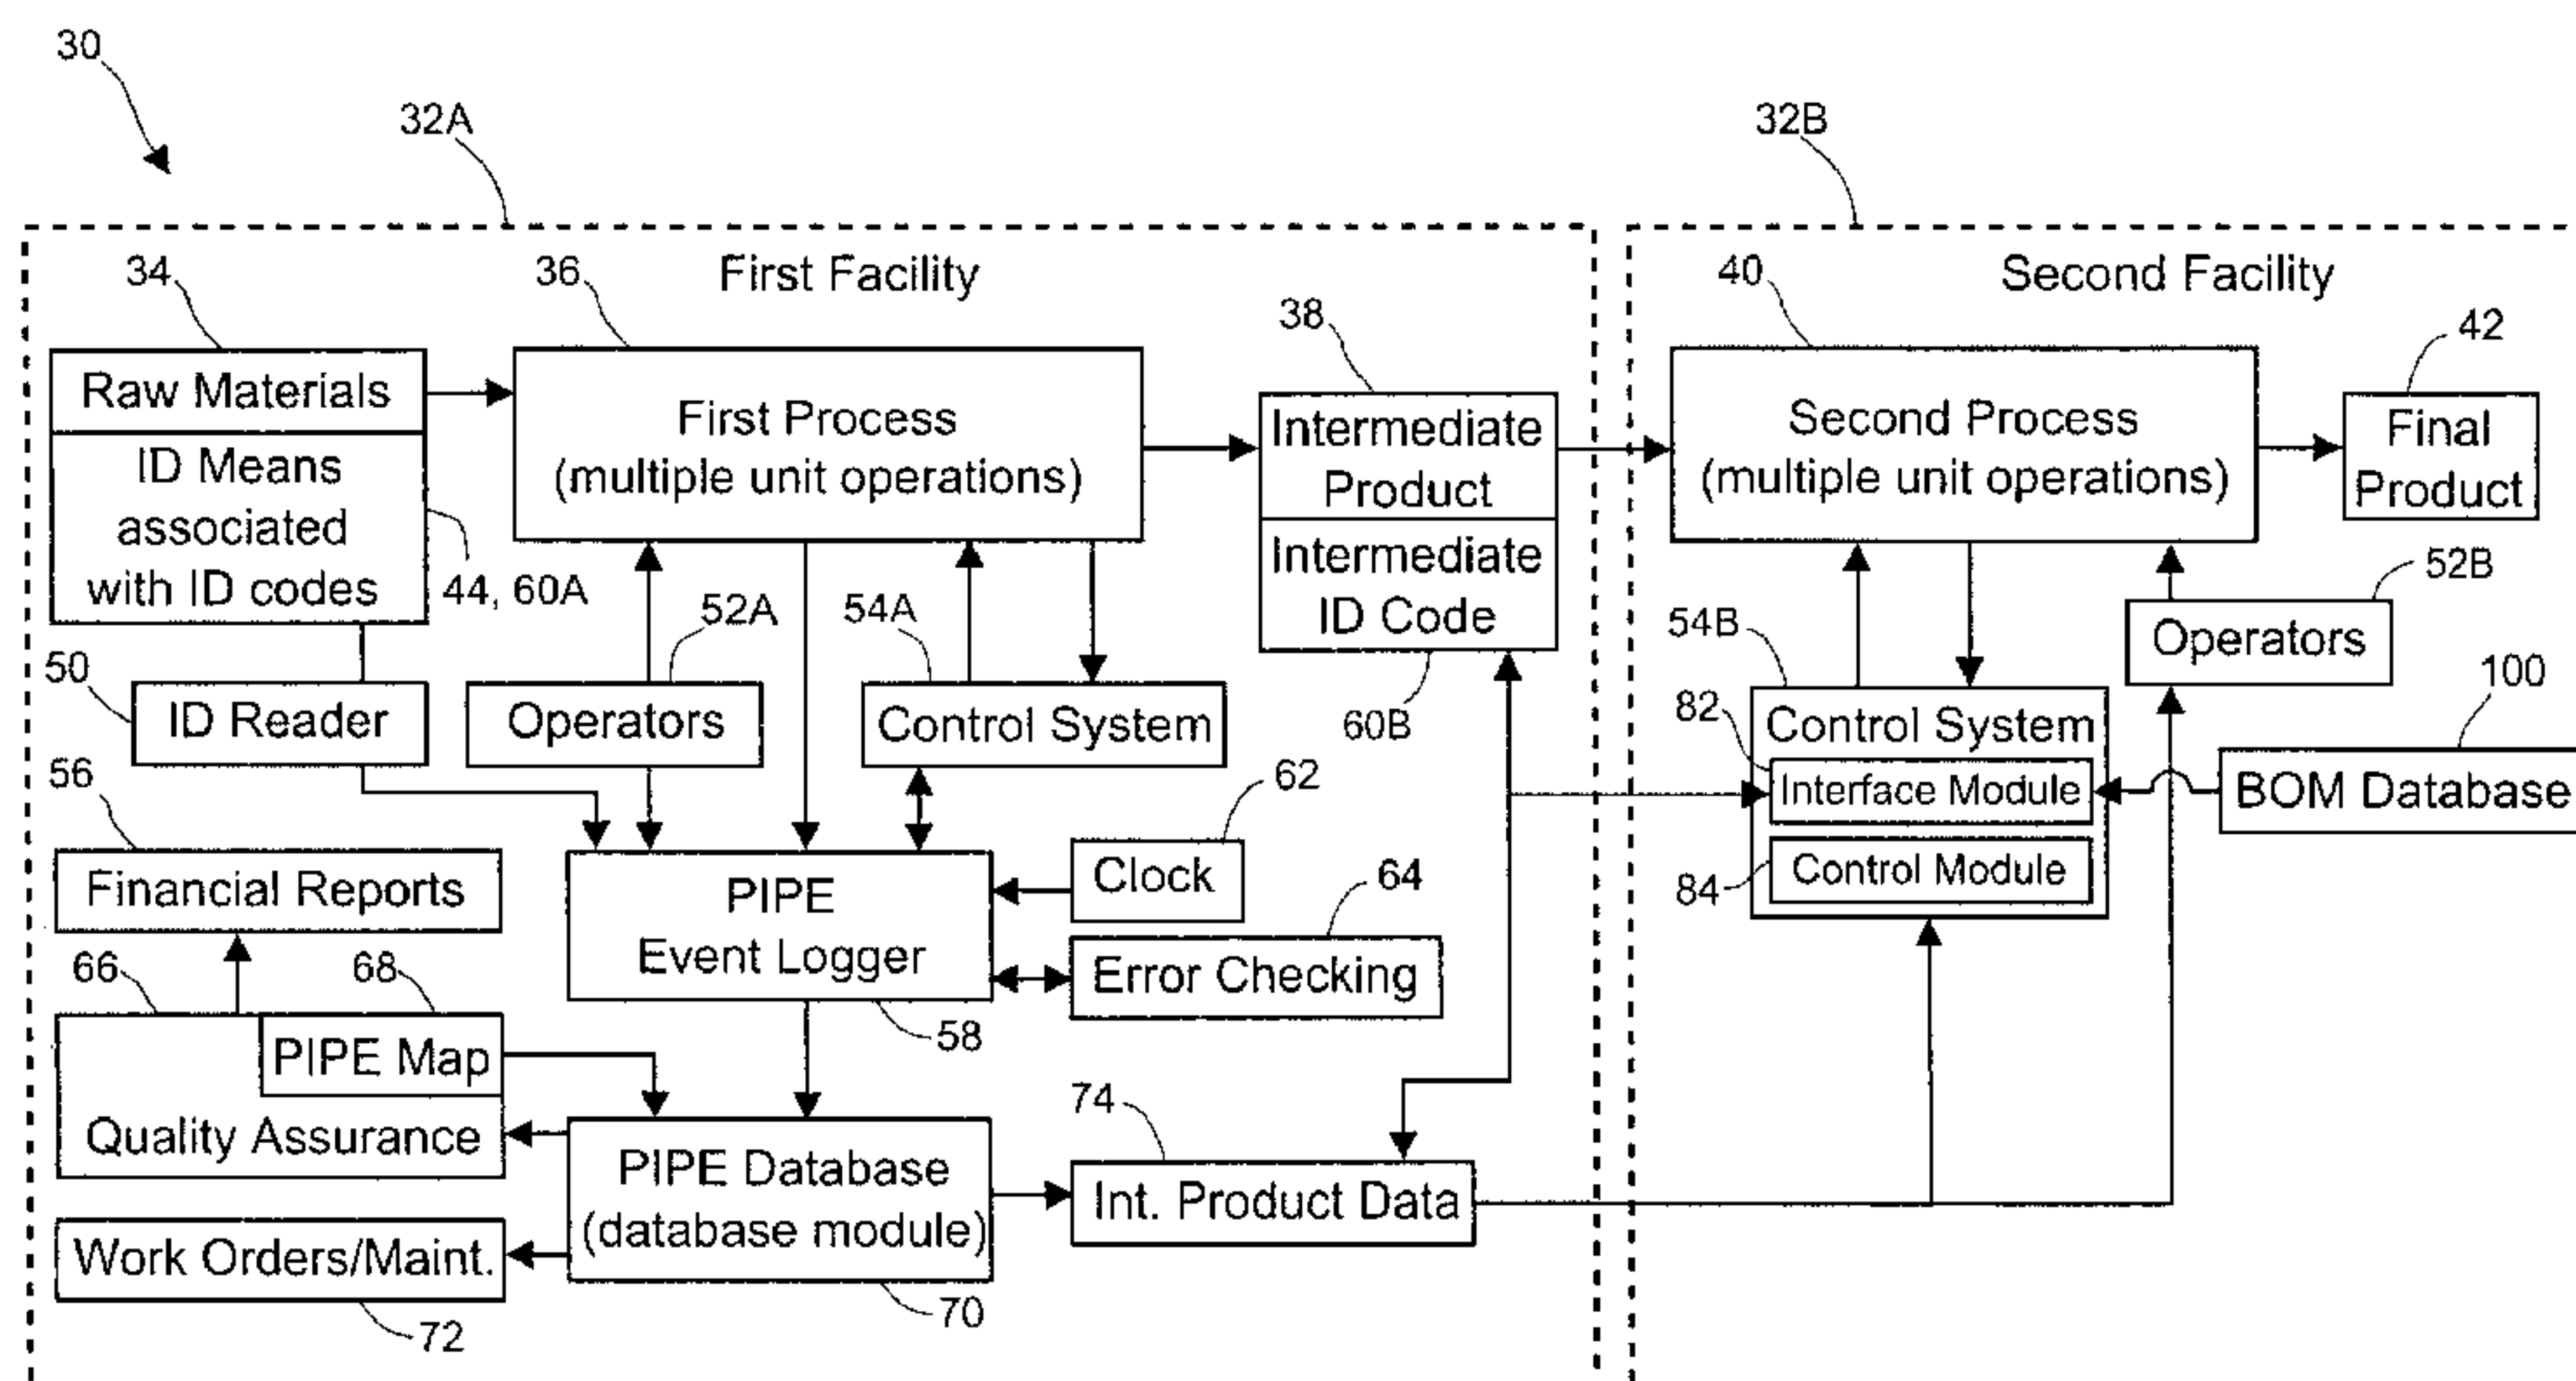 30
32A
32B
First Facility
Second Facility
34
36
38
40
42
Raw Materials
ID Means
associated
with ID codes
44, 60A
First Process
(multiple unit operations)
Intermediate
Product
Intermediate
ID Code
60B
Second Process
(multiple unit operations)
Final
Product
50
ID Reader
52A
Operators
54A
Control System
52B
Operators
54B
Control System
82
Interface Module
84
Control Module
100
BOM Database
56
Financial Reports
62
Clock
64
Error Checking
PIPE
Event Logger
58
66
68
PIPE Map
Quality Assurance
PIPE Database
(database module)
70
74
Int. Product Data
Work Orders/Maint.
72